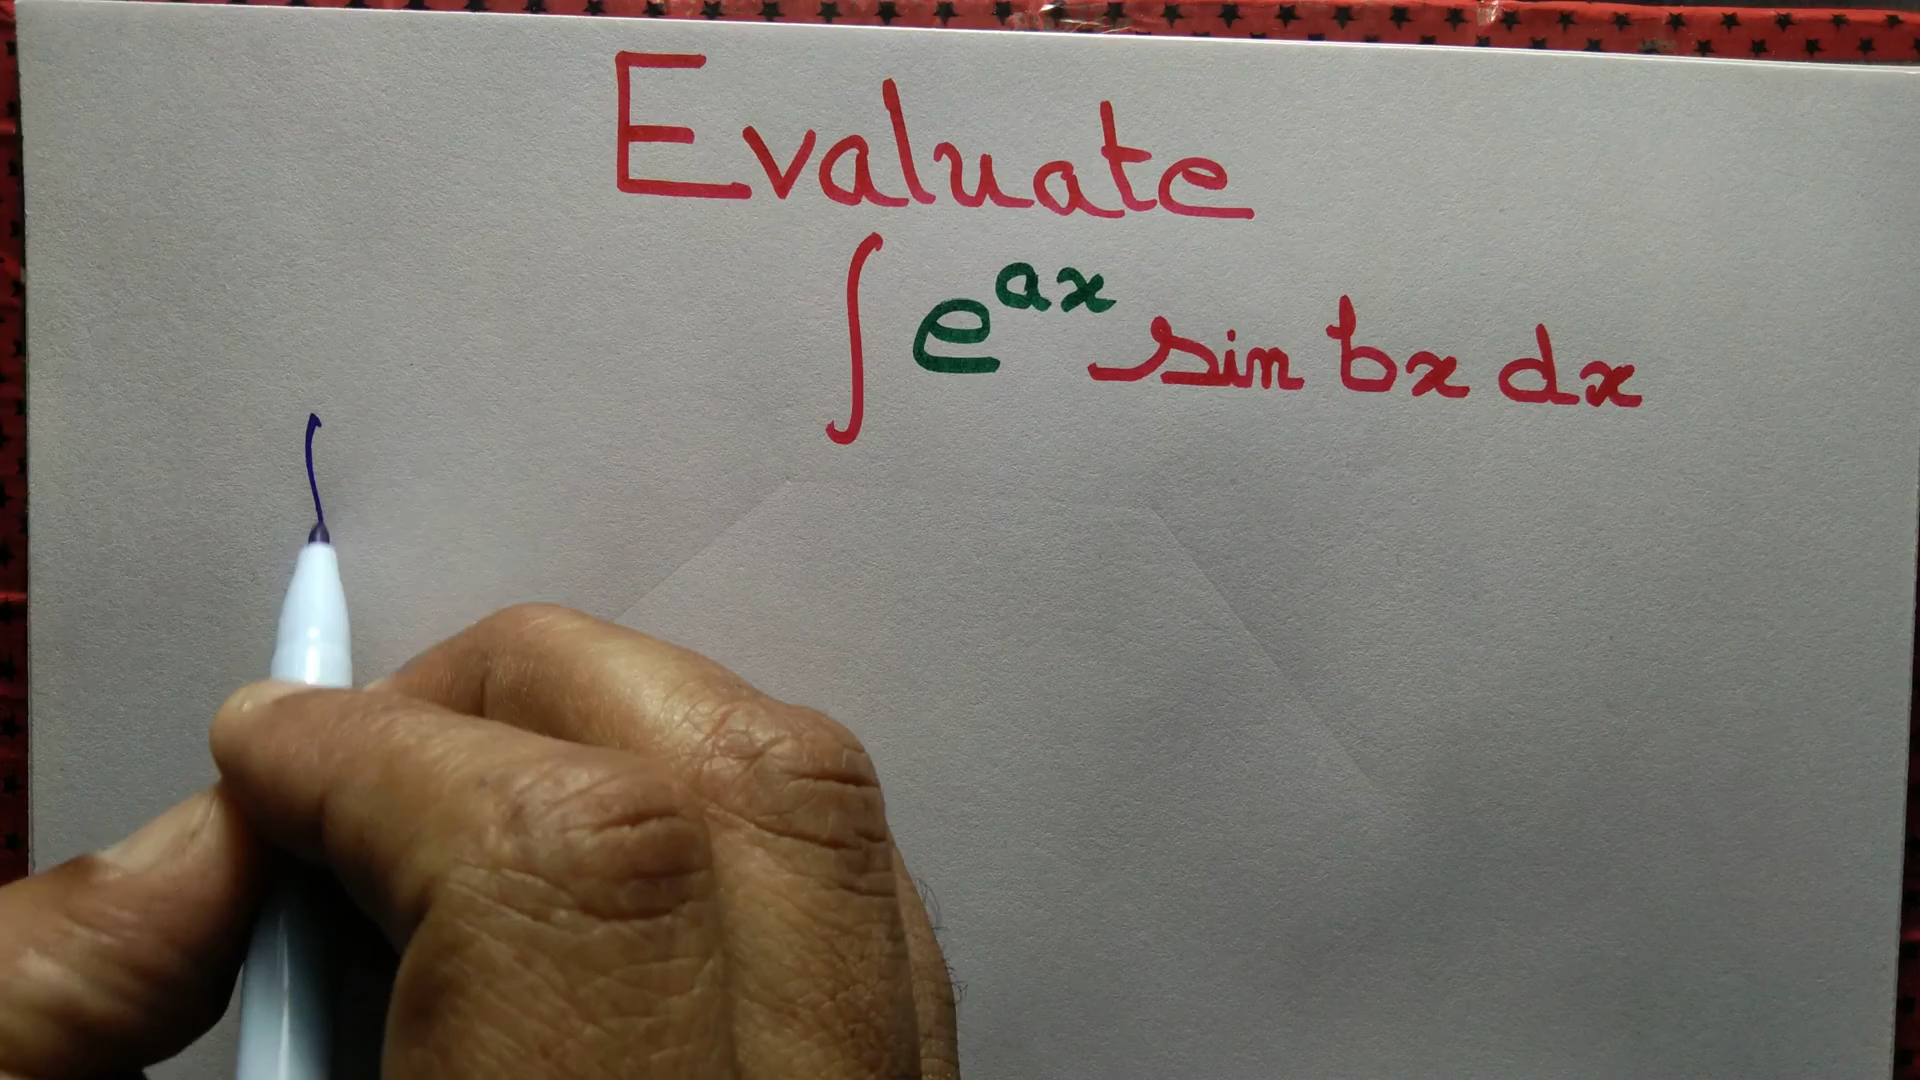 Evaluate
∫ e^{ax} sin bx dx
∫